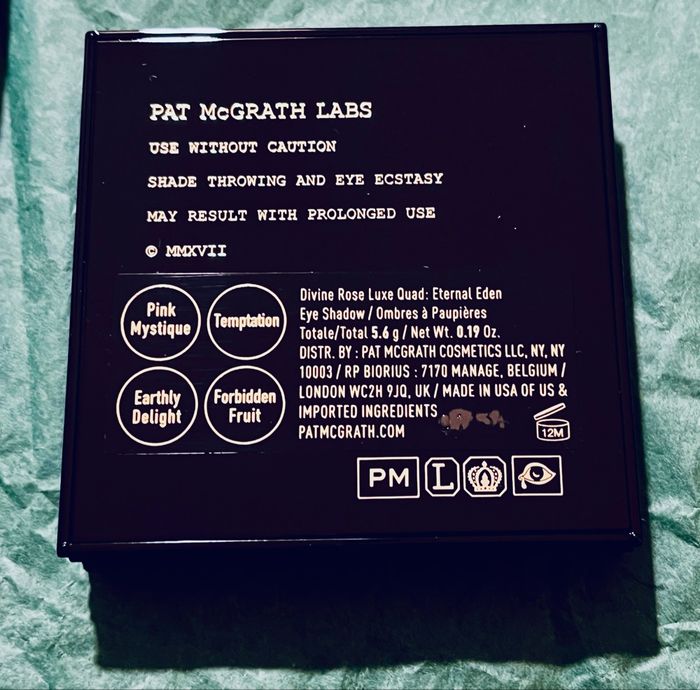 PAT McGRATH LABS
USE WITHOUT CAUTION
SHADE THROWING AND EYE ECSTASY
MAY RESULT WITH PROLONGED USE
© MMXVII
Pink
Mystique
Temptation
Earthly
Delight
Forbidden
Fruit
Divine Rose Luxe Quad: Eternal Eden
Eye Shadow / Ombres à Paupières
Totale/Total 5.6 g / Net Wt. 0.19 Oz.
DISTR. BY : PAT MCGRATH COSMETICS LLC, NY, NY
10003 / RP BIORIUS : 7170 MANAGE, BELGIUM /
LONDON WC2H 9JQ, UK / MADE IN USA OF US &
IMPORTED INGREDIENTS
PATMCGRATH.COM
12M
PM L